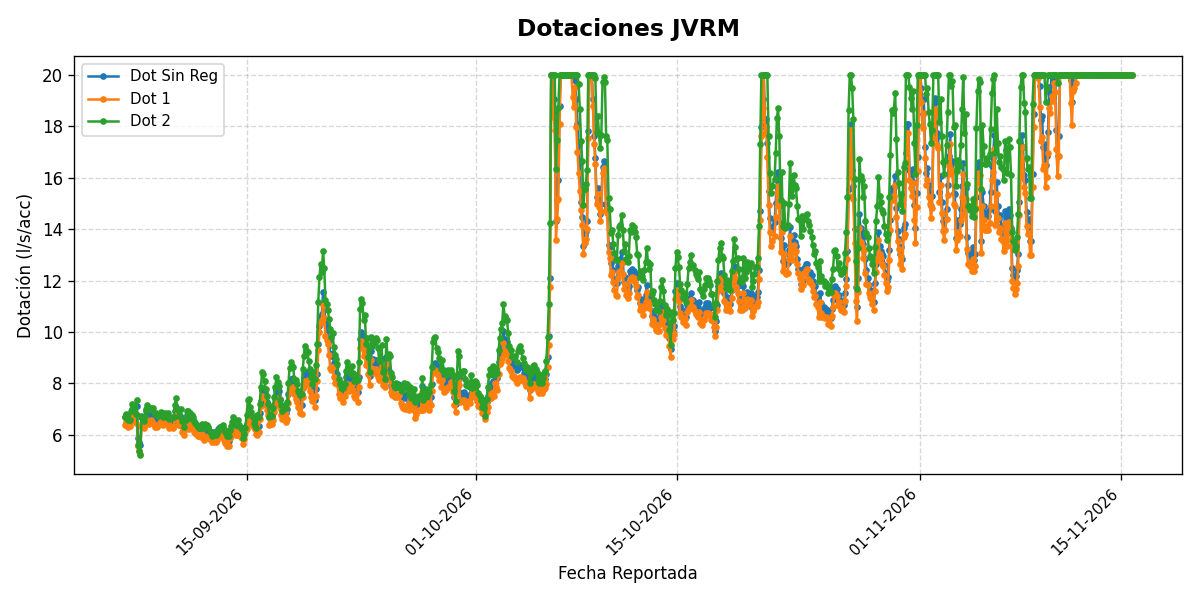 Dotaciones JVRM
Dot Sin Reg
Dot 1
Dot 2
Dotación (l/s/acc)
20
18
16
14
12
10
8
6
15-09-2026
01-10-2026
15-10-2026
01-11-2026
15-11-2026
Fecha Reportada